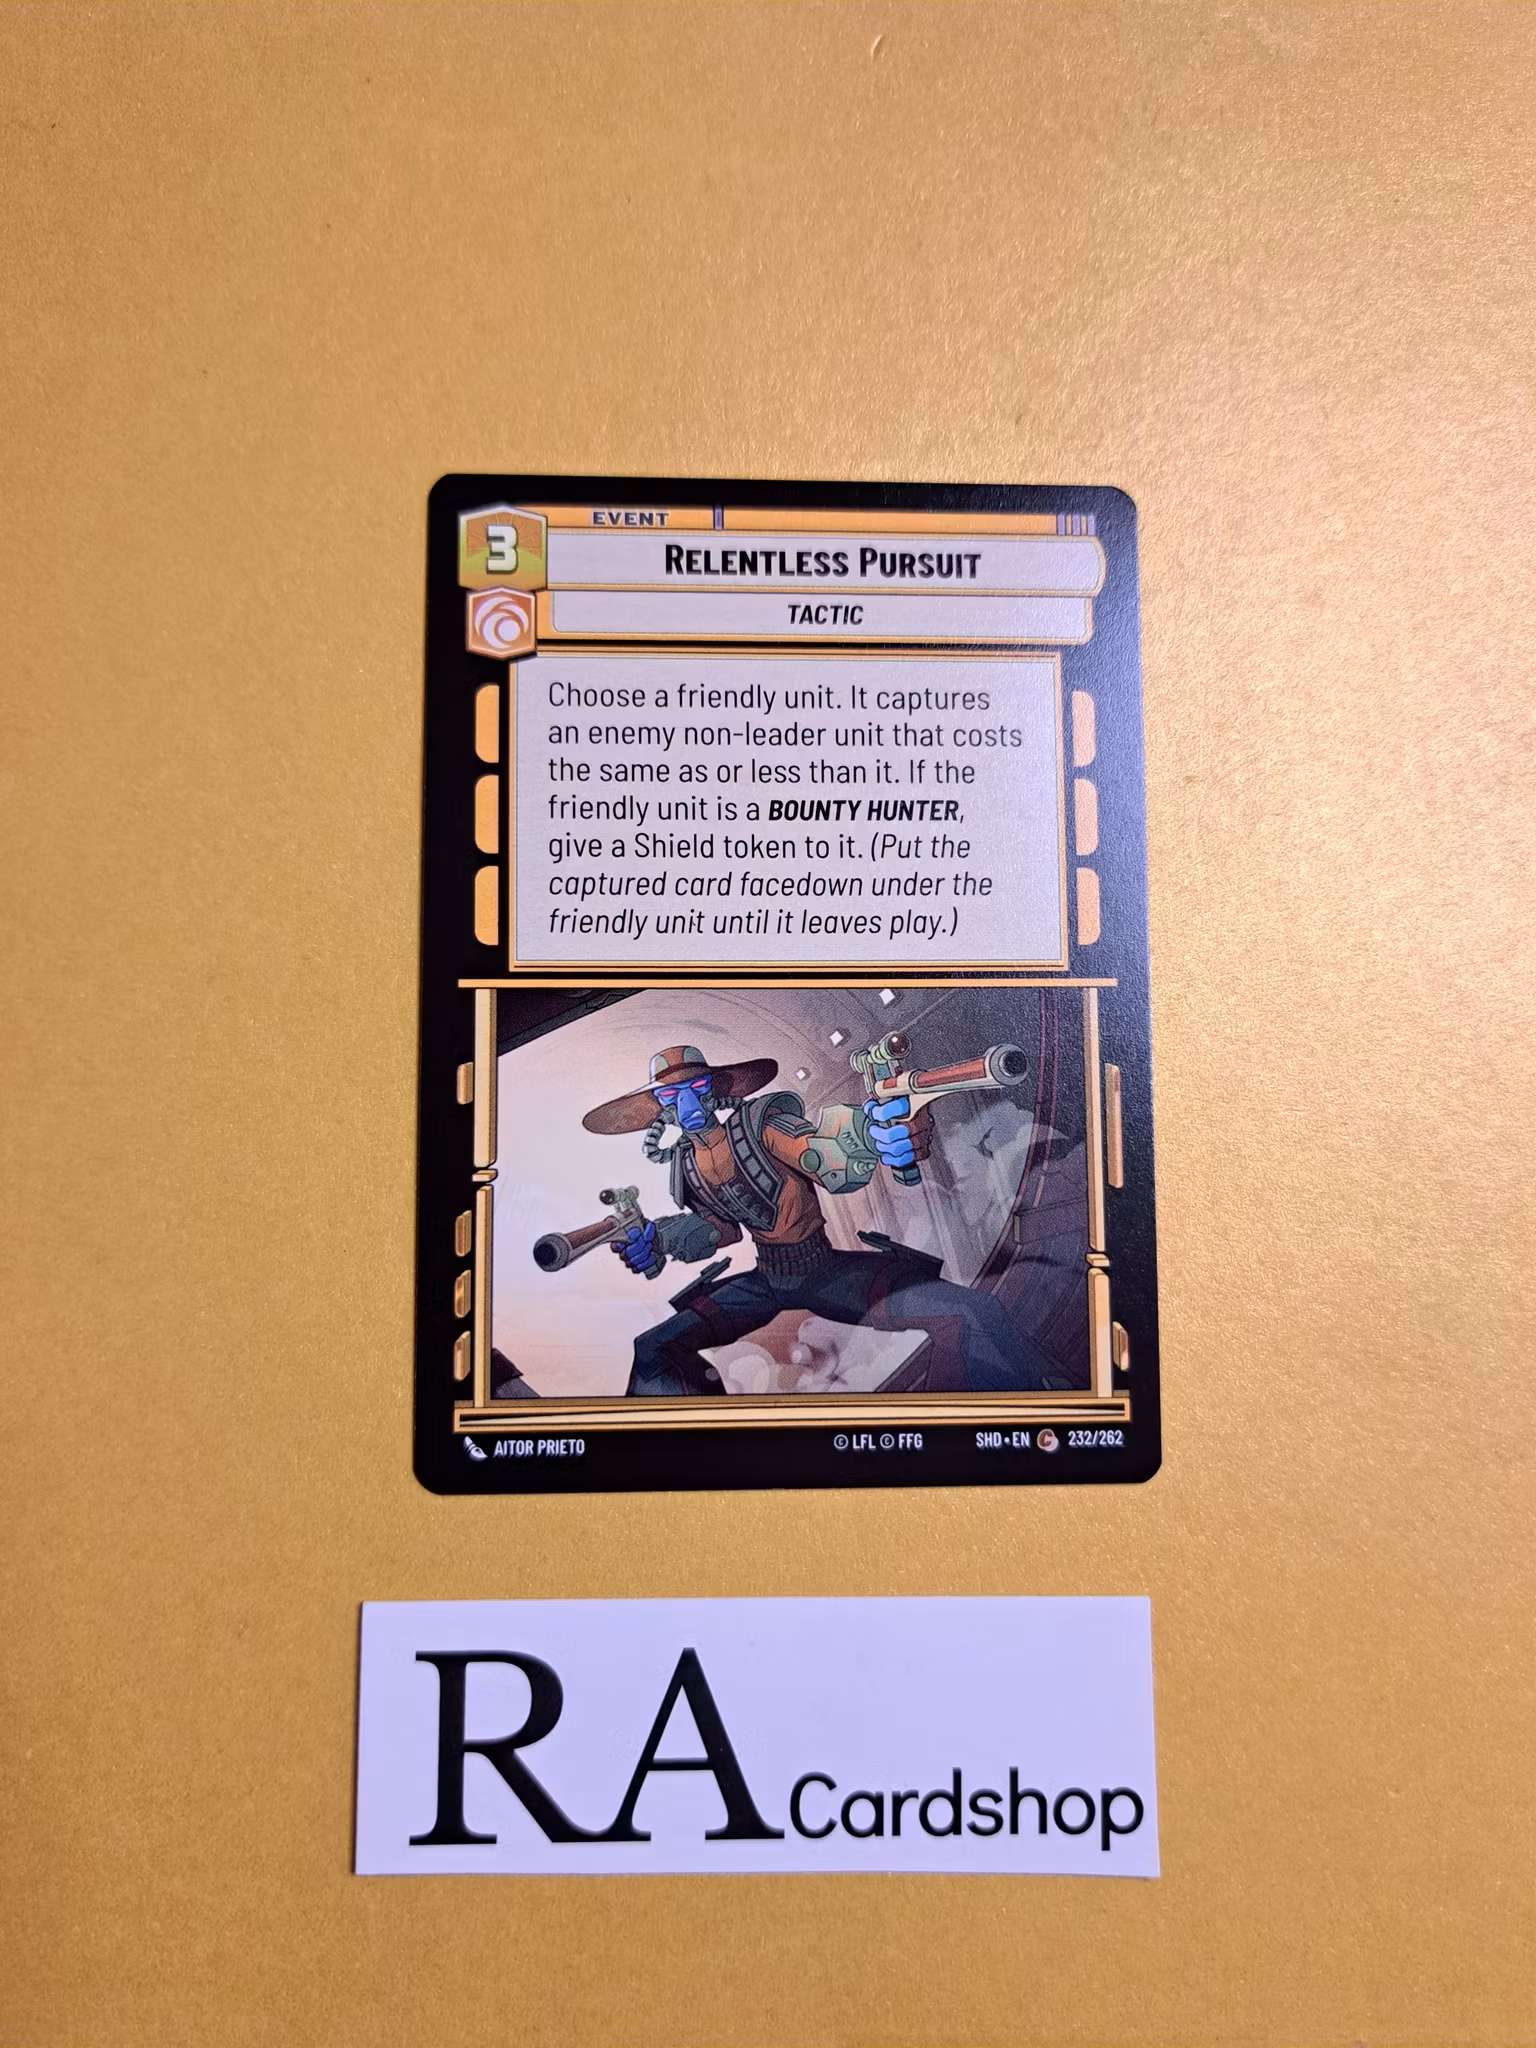 3
EVENT
RELENTLESS PURSUIT
TACTIC
Choose a friendly unit. It captures
an enemy non-leader unit that costs
the same as or less than it. If the
friendly unit is a BOUNTY HUNTER,
give a Shield token to it. (Put the
captured card facedown under the
friendly unit until it leaves play.)
AITOR PRIETO
© LFL © FFG
SHD • EN C 232/262
RA Cardshop